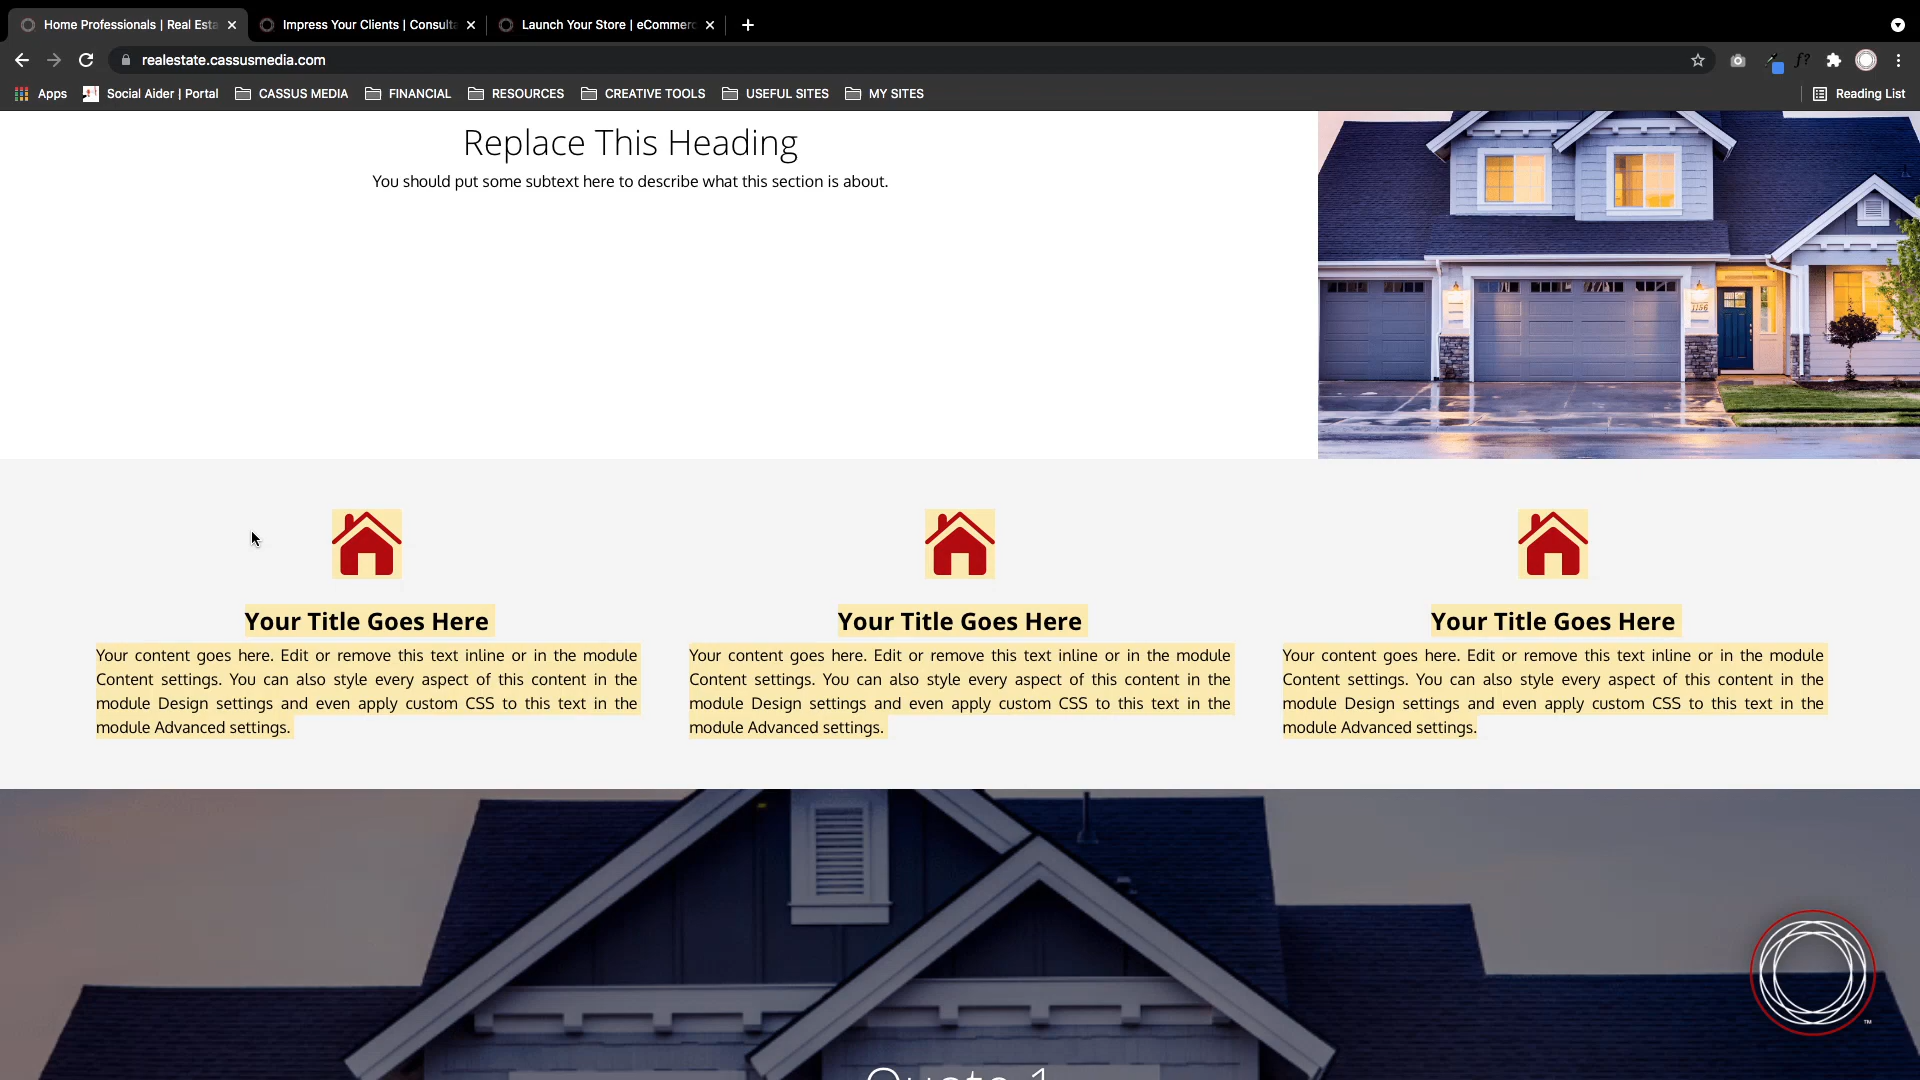 Home Professionals | Real Esta
Impress Your Clients | Consulta
Launch Your Store | eCommerc
realestate.cassusmedia.com
f?
Apps
Social Aider | Portal
CASSUS MEDIA
FINANCIAL
RESOURCES
CREATIVE TOOLS
USEFUL SITES
MY SITES
Reading List
Replace This Heading
You should put some subtext here to describe what this section is about.
1156
Your Title Goes Here
Your content goes here. Edit or remove this text inline or in the module
Content settings. You can also style every aspect of this content in the
module Design settings and even apply custom CSS to this text in the
module Advanced settings.
Your Title Goes Here
Your content goes here. Edit or remove this text inline or in the module
Content settings. You can also style every aspect of this content in the
module Design settings and even apply custom CSS to this text in the
module Advanced settings.
Your Title Goes Here
Your content goes here. Edit or remove this text inline or in the module
Content settings. You can also style every aspect of this content in the
module Design settings and even apply custom CSS to this text in the
module Advanced settings.
TM
Quote 1